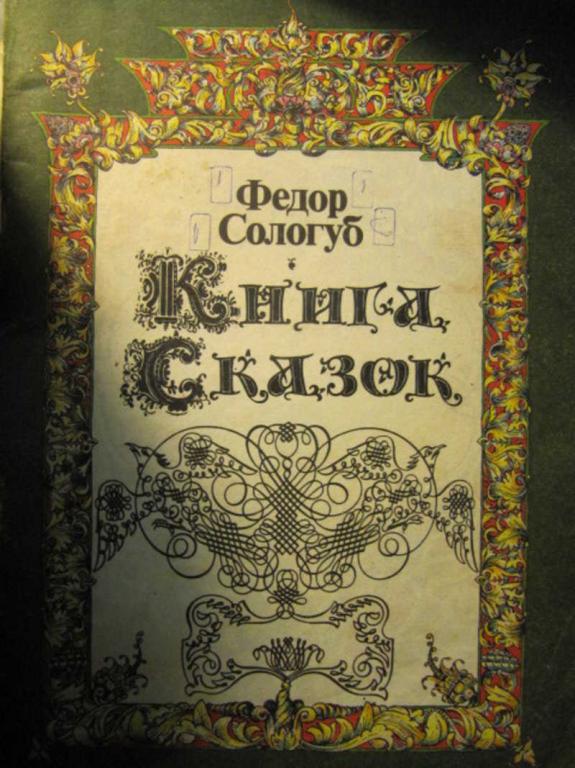 Федор
Сологуб
Книга
Сказок